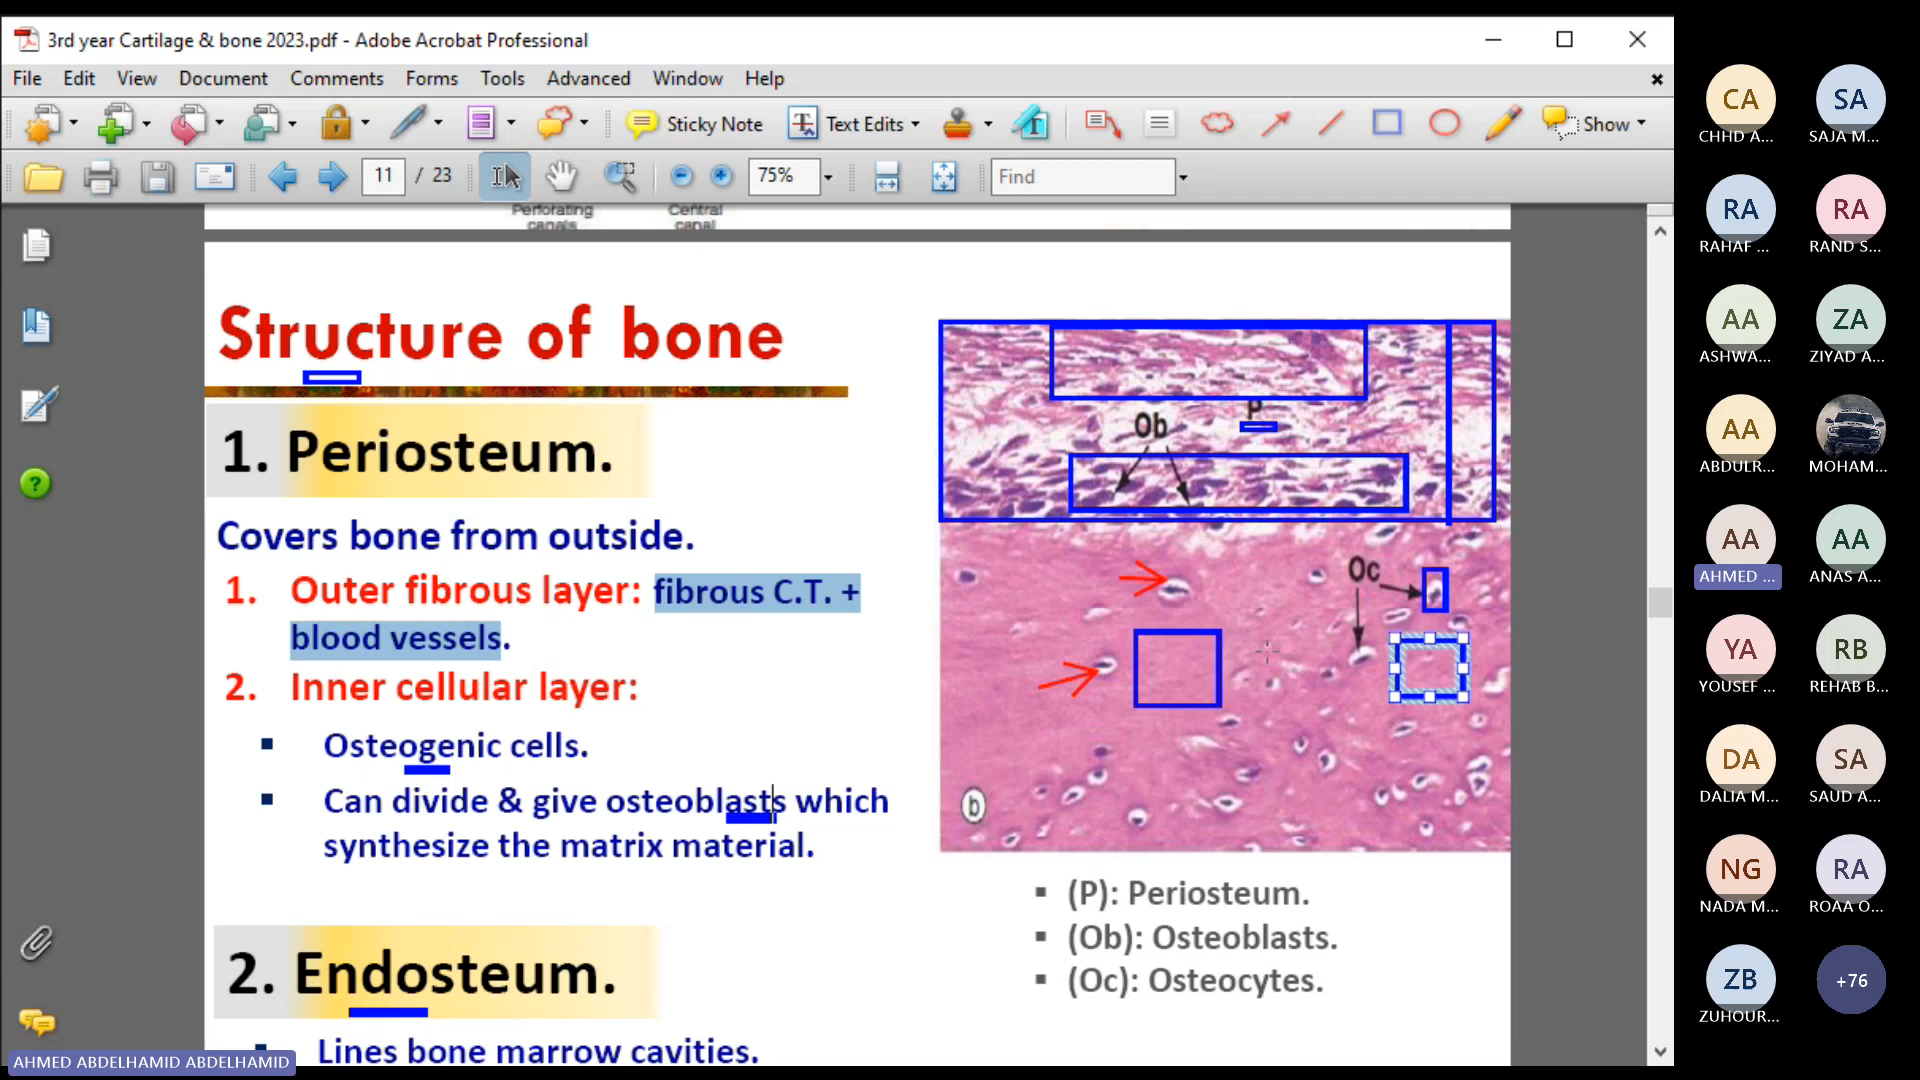 3rd year Cartilage & bone 2023.pdf - Adobe Acrobat Professional
File Edit View Document Comments Forms Tools Advanced Window Help
Sticky Note Text Edits Show
11 / 23 75% Find
Perforating canals
Central canal
Structure of bone
1. Periosteum.
Covers bone from outside.
1. Outer fibrous layer: fibrous C.T. +
blood vessels.
2. Inner cellular layer:
▪ Osteogenic cells.
▪ Can divide & give osteoblasts which
synthesize the matrix material.
2. Endosteum.
▪ Lines bone marrow cavities.
P
Ob
Oc
b
▪ (P): Periosteum.
▪ (Ob): Osteoblasts.
▪ (Oc): Osteocytes.
AHMED ABDELHAMID ABDELHAMID
CA SA
CHHD A... SAJA M...
RA RA
RAHAF ... RAND S...
AA ZA
ASHWA... ZIYAD A...
AA
ABDULR... MOHAM...
AA AA
AHMED ... ANAS A...
YA RB
YOUSEF ... REHAB B...
DA SA
DALIA M... SAUD A...
NG RA
NADA M... ROAA O...
ZB +76
ZUHOUR...